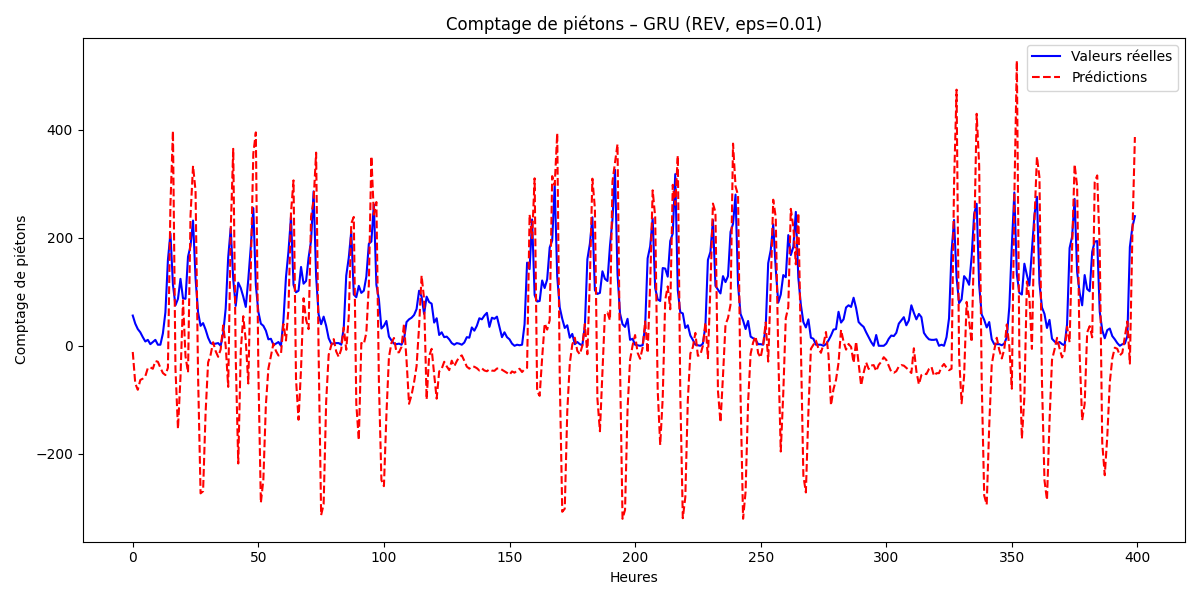 Comptage de piétons – GRU (REV, eps=0.01)
Valeurs réelles
Prédictions
Comptage de piétons
400
200
0
−200
0 50 100 150 200 250 300 350 400
Heures